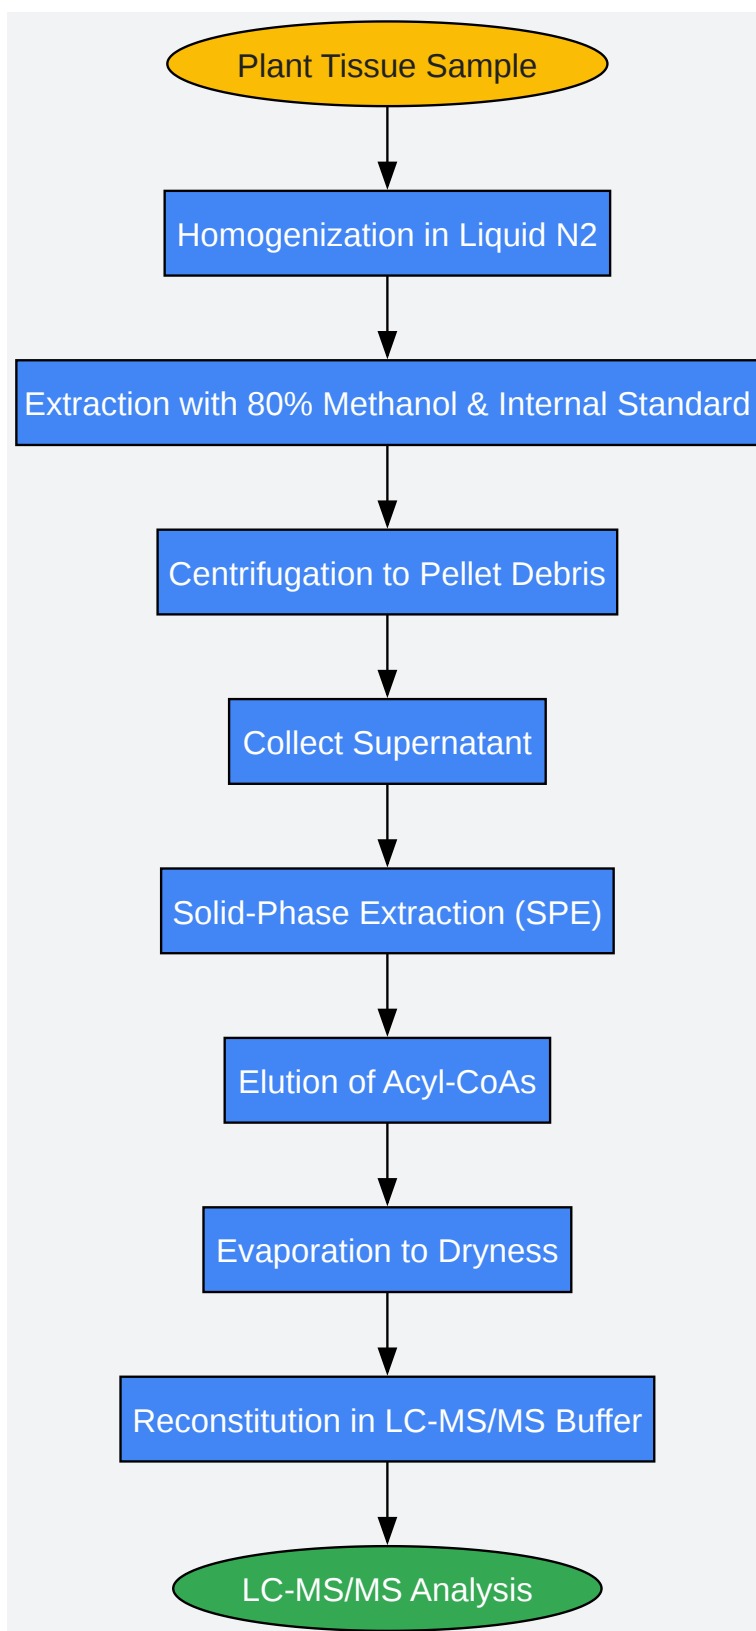 Plant Tissue Sample
Homogenization in Liquid N2
Extraction with 80% Methanol & Internal Standard
Centrifugation to Pellet Debris
Collect Supernatant
Solid-Phase Extraction (SPE)
Elution of Acyl-CoAs
Evaporation to Dryness
Reconstitution in LC-MS/MS Buffer
LC-MS/MS Analysis